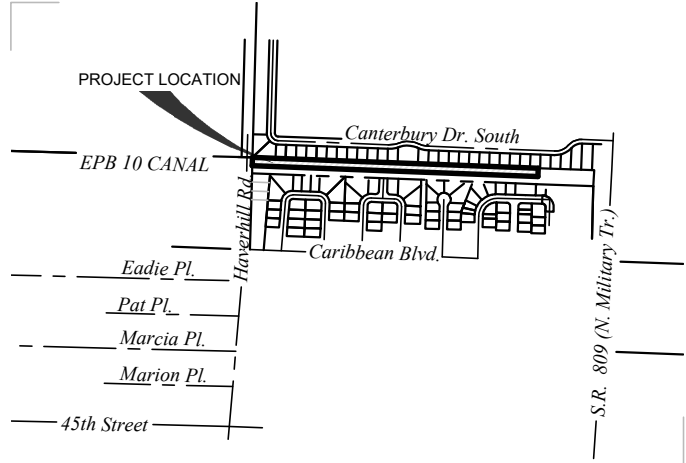 PROJECT LOCATION
Canterbury Dr. South
EPB 10 CANAL
Haverhill Rd.
Caribbean Blvd.
Eadie Pl.
Pat Pl.
Marcia Pl.
Marion Pl.
45th Street
S.R. 809 (N. Military Tr.)